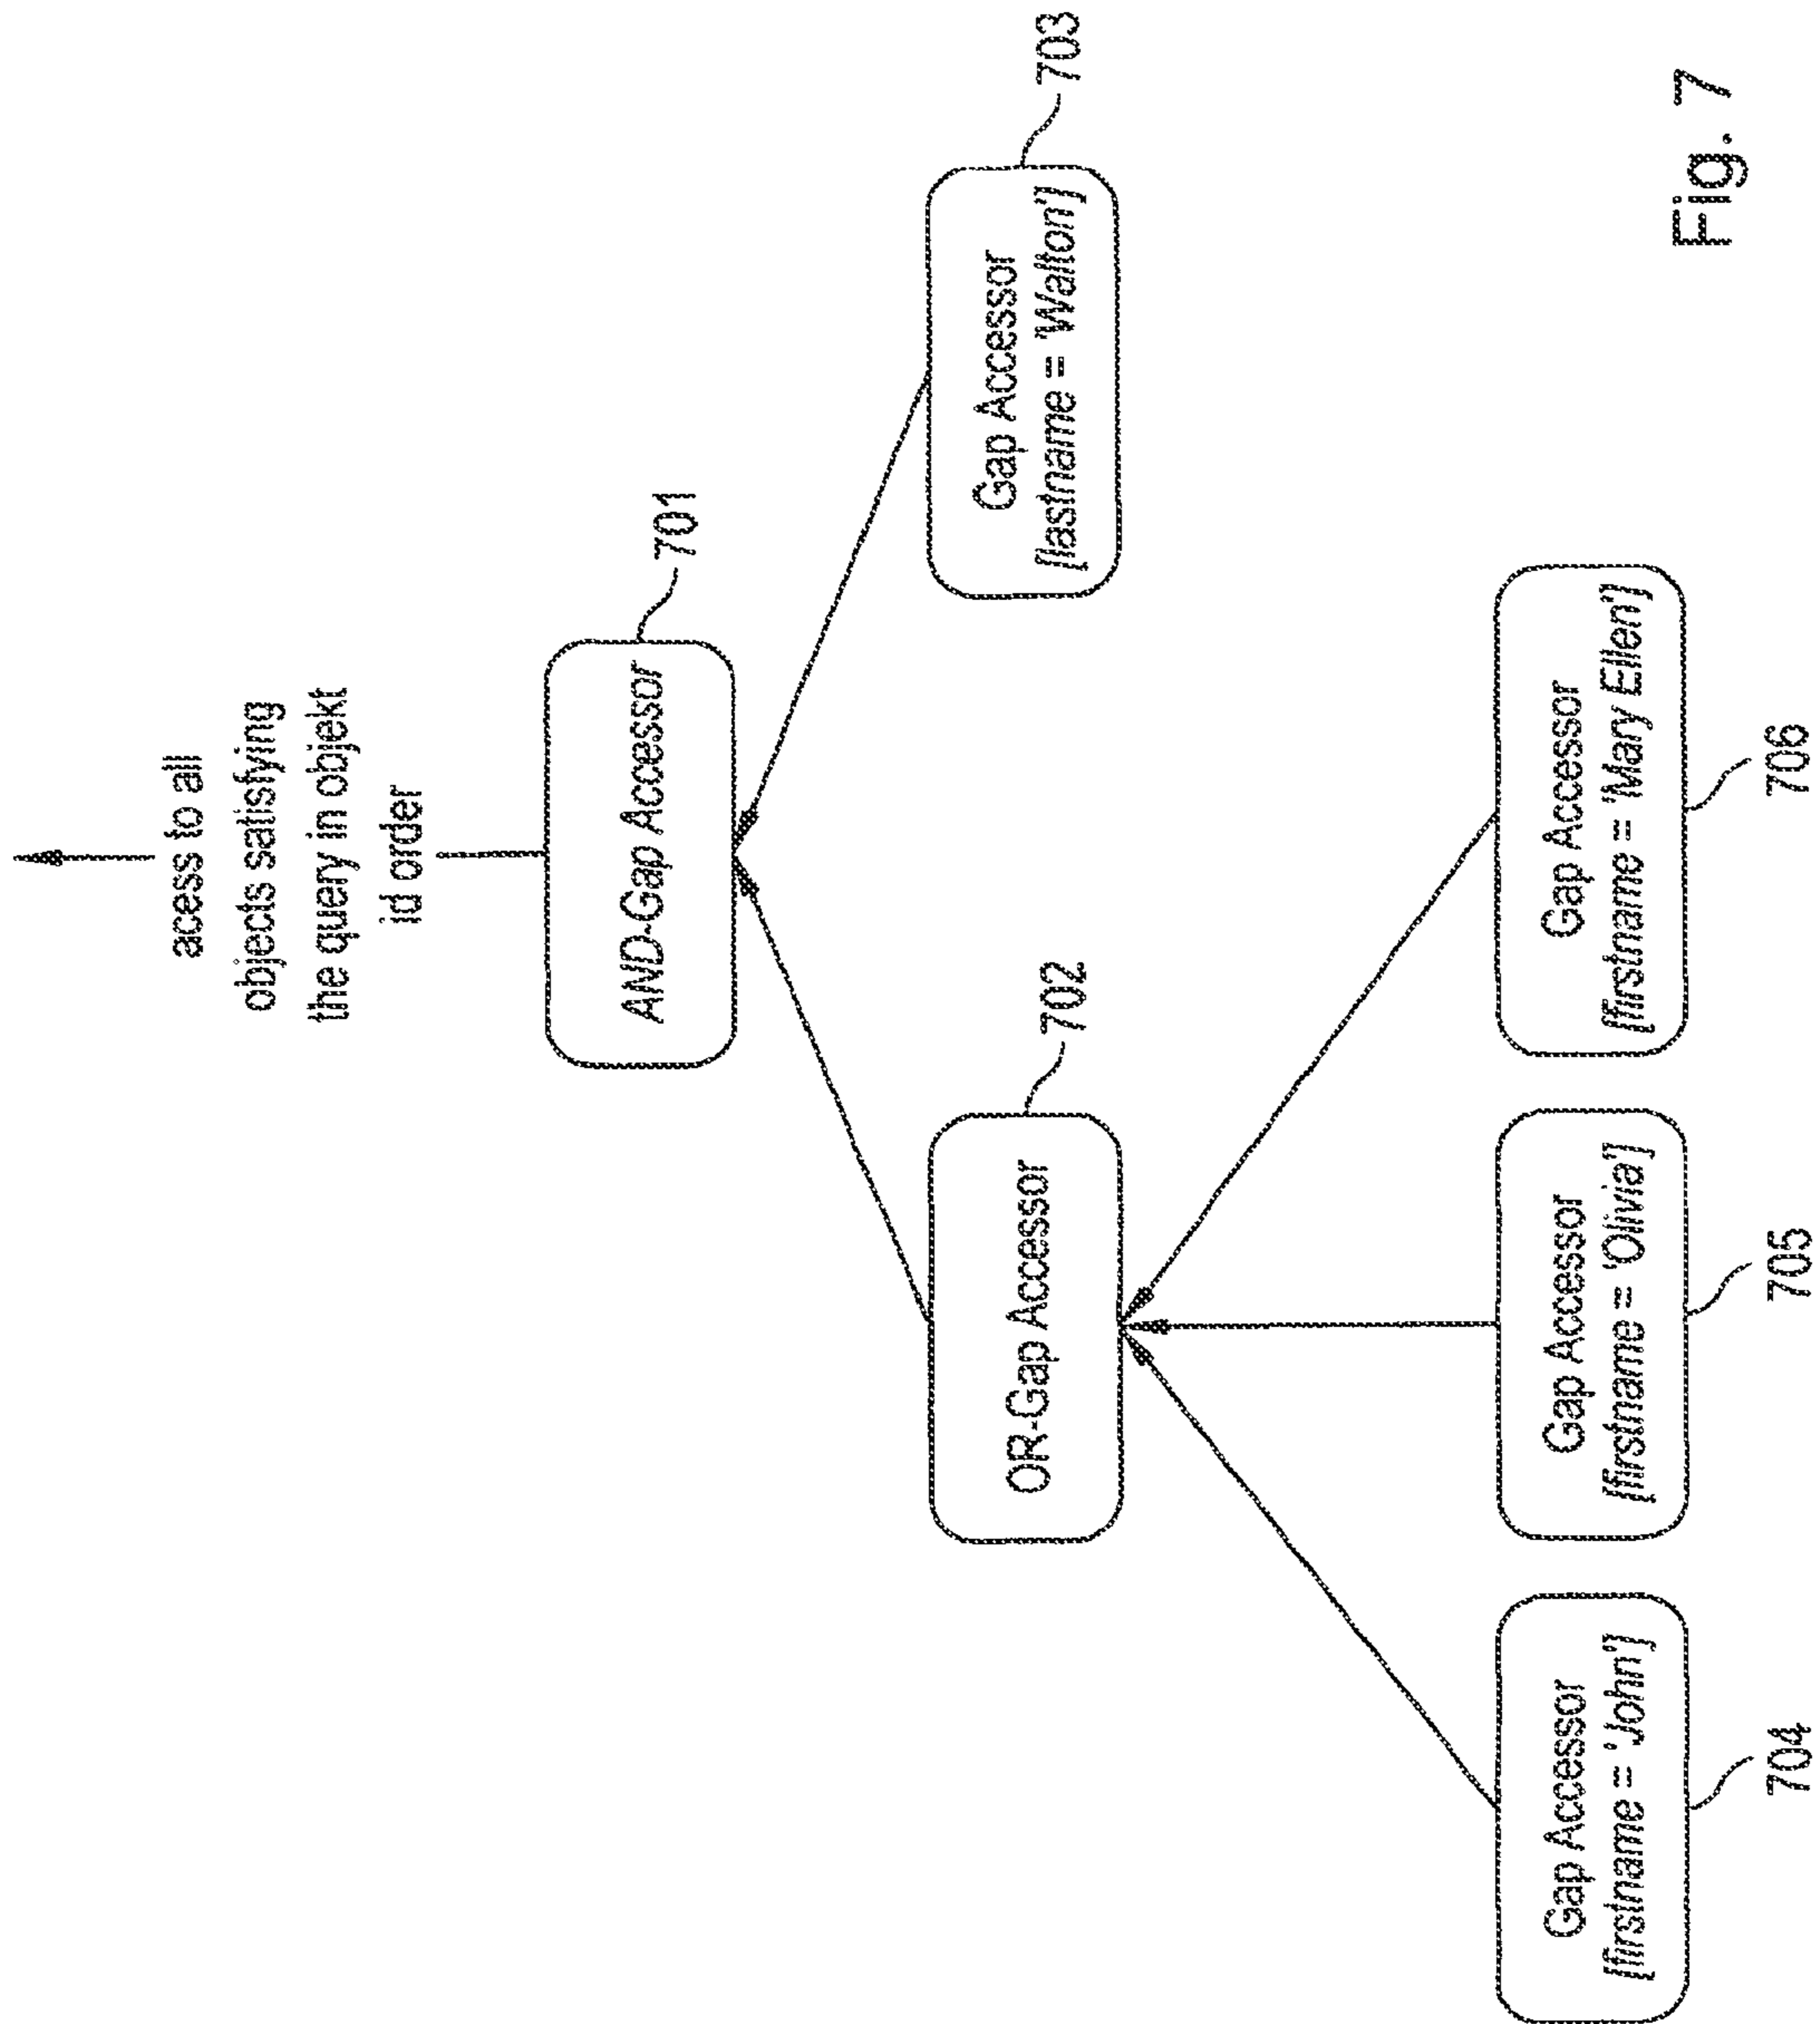 acess to all
objects satisfying
the query in objekt
id order
AND-Gap Accessor
701
OR-Gap Accessor
702
Gap Accessor
[lastname = 'Walton']
703
Gap Accessor
[firstname = 'John']
704
Gap Accessor
[firstname = 'Olivia']
705
Gap Accessor
[firstname = 'Mary Ellen']
706
Fig. 7